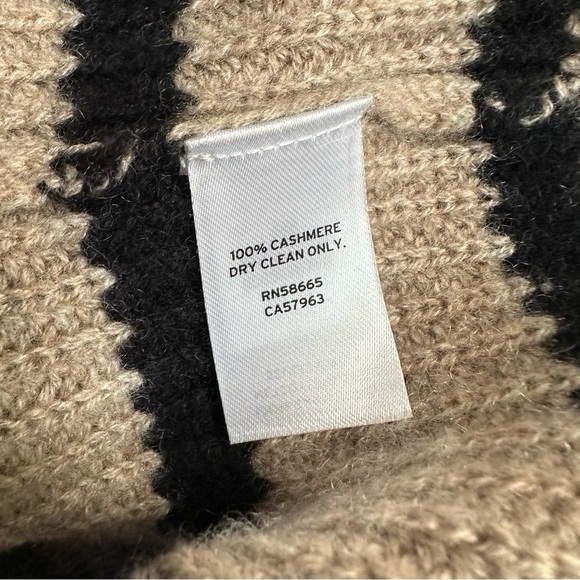 100% CASHMERE
DRY CLEAN ONLY.
RN58665
CA57963